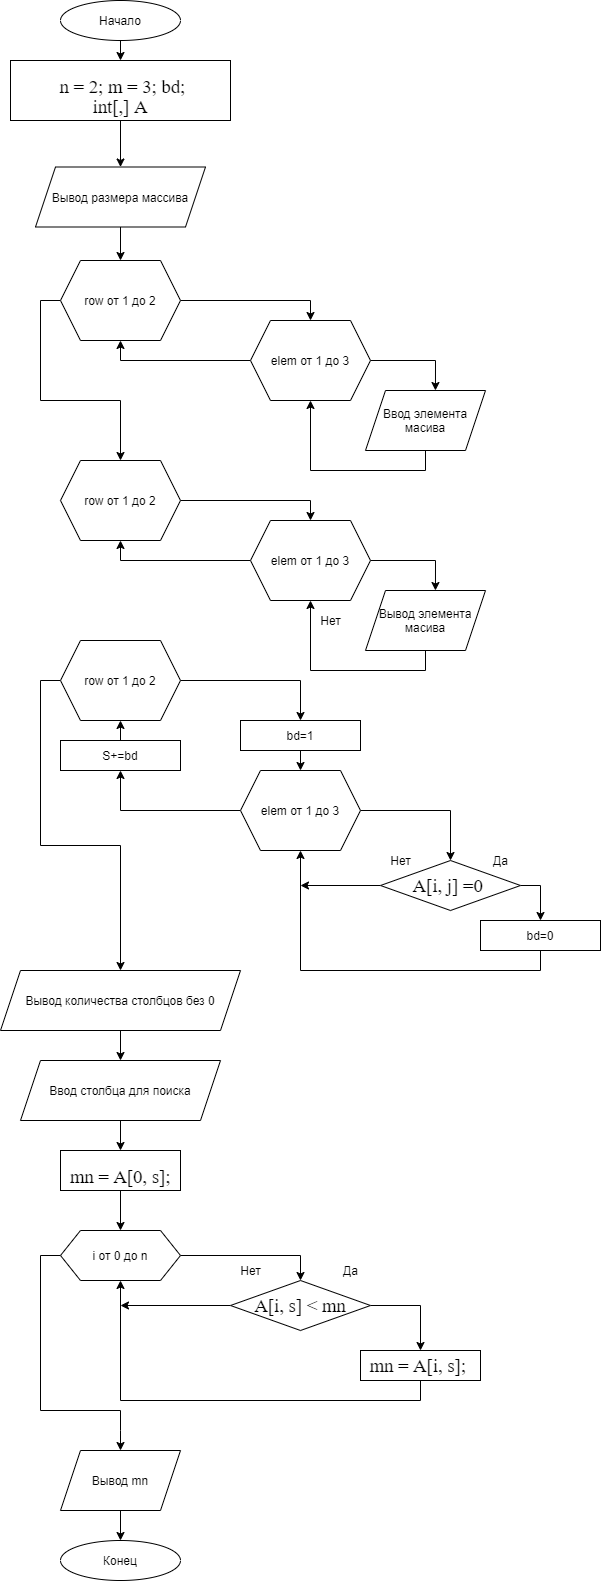 Начало
n = 2; m = 3; bd;
int[,] A
Вывод размера массива
row от 1 до 2
elem от 1 до 3
Ввод элемента
масива
row от 1 до 2
elem от 1 до 3
Вывод элемента
масива
Нет
row от 1 до 2
bd=1
S+=bd
elem от 1 до 3
Нет
Да
A[i, j] =0
bd=0
Вывод количества столбцов без 0
Ввод столбца для поиска
mn = A[0, s];
i от 0 до n
Нет
Да
A[i, s] < mn
mn = A[i, s];
Вывод mn
Конец